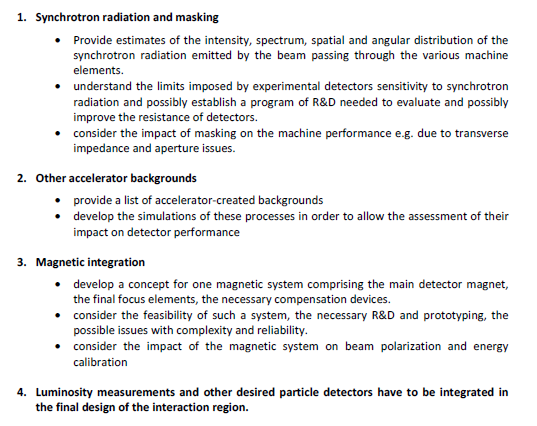 1. Synchrotron radiation and masking
• Provide estimates of the intensity, spectrum, spatial and angular distribution of the
synchrotron radiation emitted by the beam passing through the various machine
elements.
• understand the limits imposed by experimental detectors sensitivity to synchrotron
radiation and possibly establish a program of R&D needed to evaluate and possibly
improve the resistance of detectors.
• consider the impact of masking on the machine performance e.g. due to transverse
impedance and aperture issues.
2. Other accelerator backgrounds
• provide a list of accelerator-created backgrounds
• develop the simulations of these processes in order to allow the assessment of their
impact on detector performance
3. Magnetic integration
• develop a concept for one magnetic system comprising the main detector magnet,
the final focus elements, the necessary compensation devices.
• consider the feasibility of such a system, the necessary R&D and prototyping, the
possible issues with complexity and reliability.
• consider the impact of the magnetic system on beam polarization and energy
calibration
4. Luminosity measurements and other desired particle detectors have to be integrated in
the final design of the interaction region.